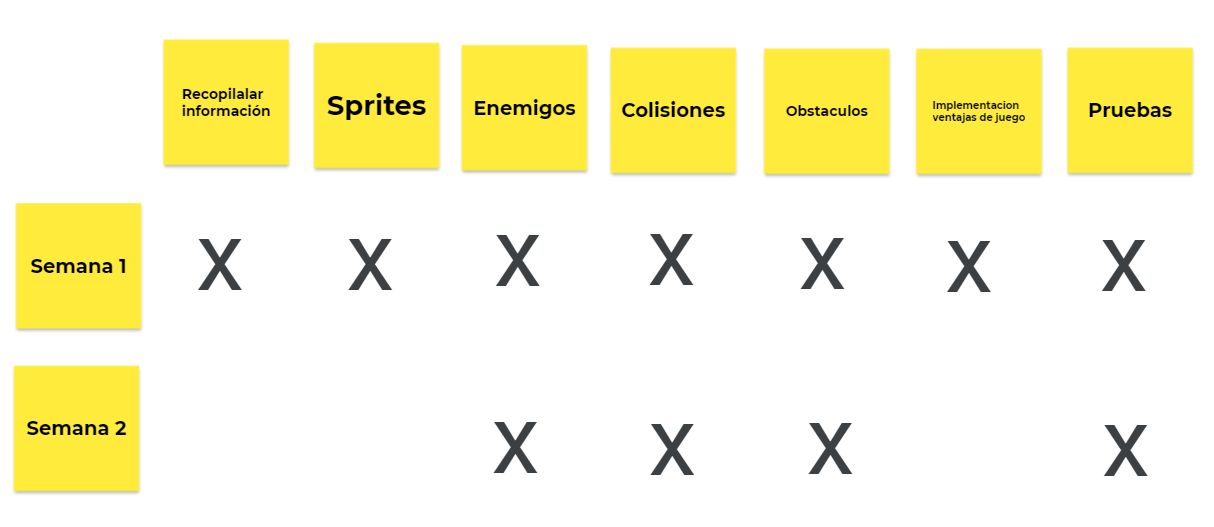 Recopilalar
información
Sprites
Enemigos
Colisiones
Obstaculos
Implementacion
ventajas de juego
Pruebas
Semana 1
X X X X X X X
Semana 2
X X X X